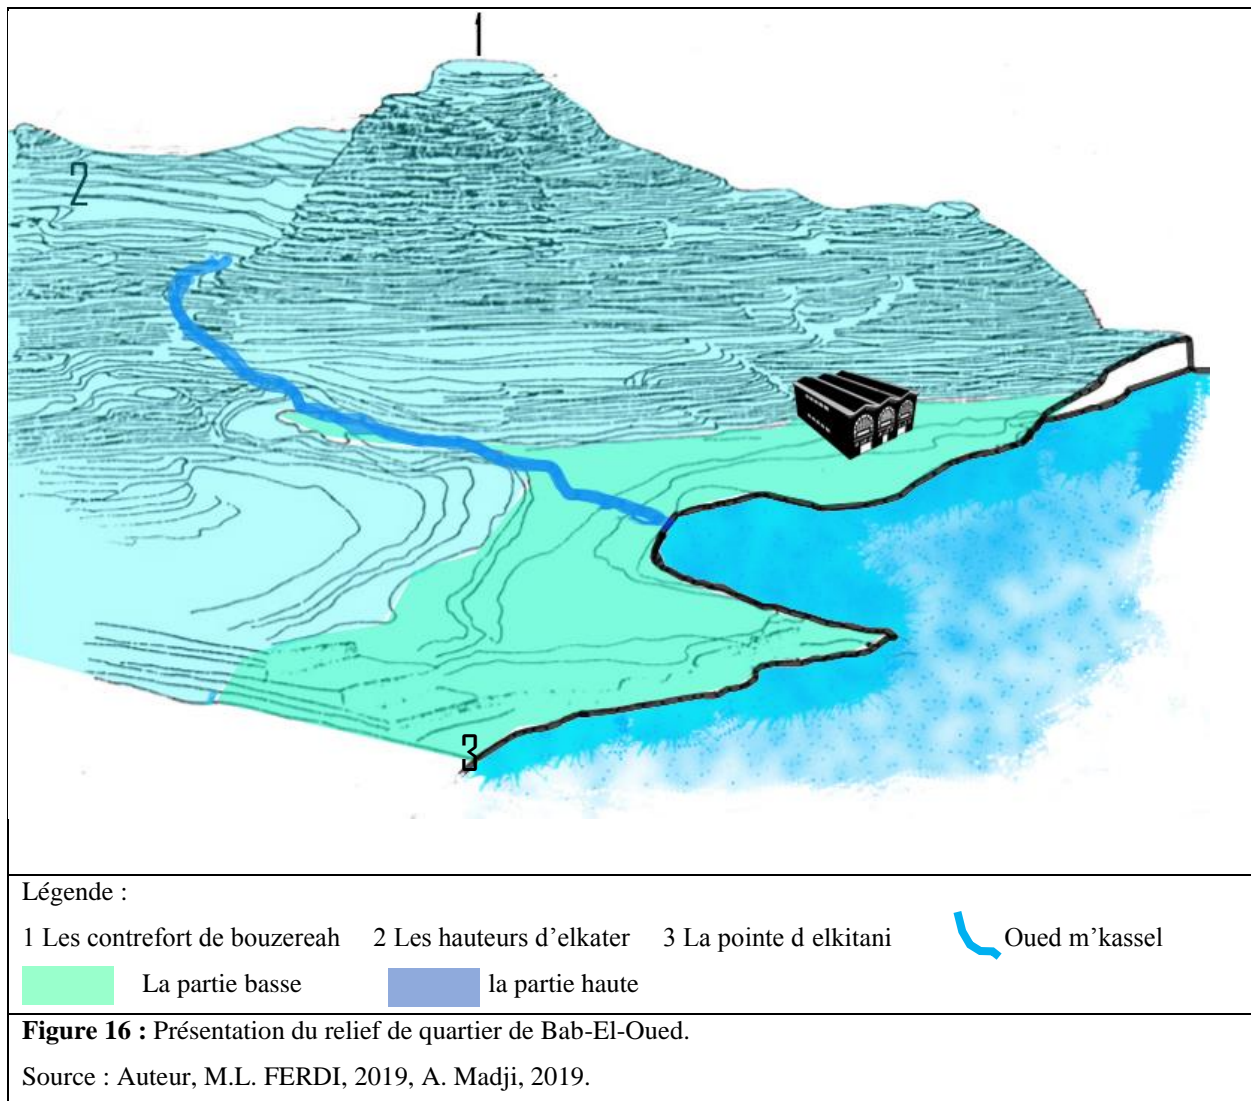 1
2
3
Légende :
1 Les contrefort de bouzereah 2 Les hauteurs d’elkater 3 La pointe d elkitani Oued m’kassel
La partie basse la partie haute
Figure 16 : Présentation du relief de quartier de Bab-El-Oued.
Source : Auteur, M.L. FERDI, 2019, A. Madji, 2019.